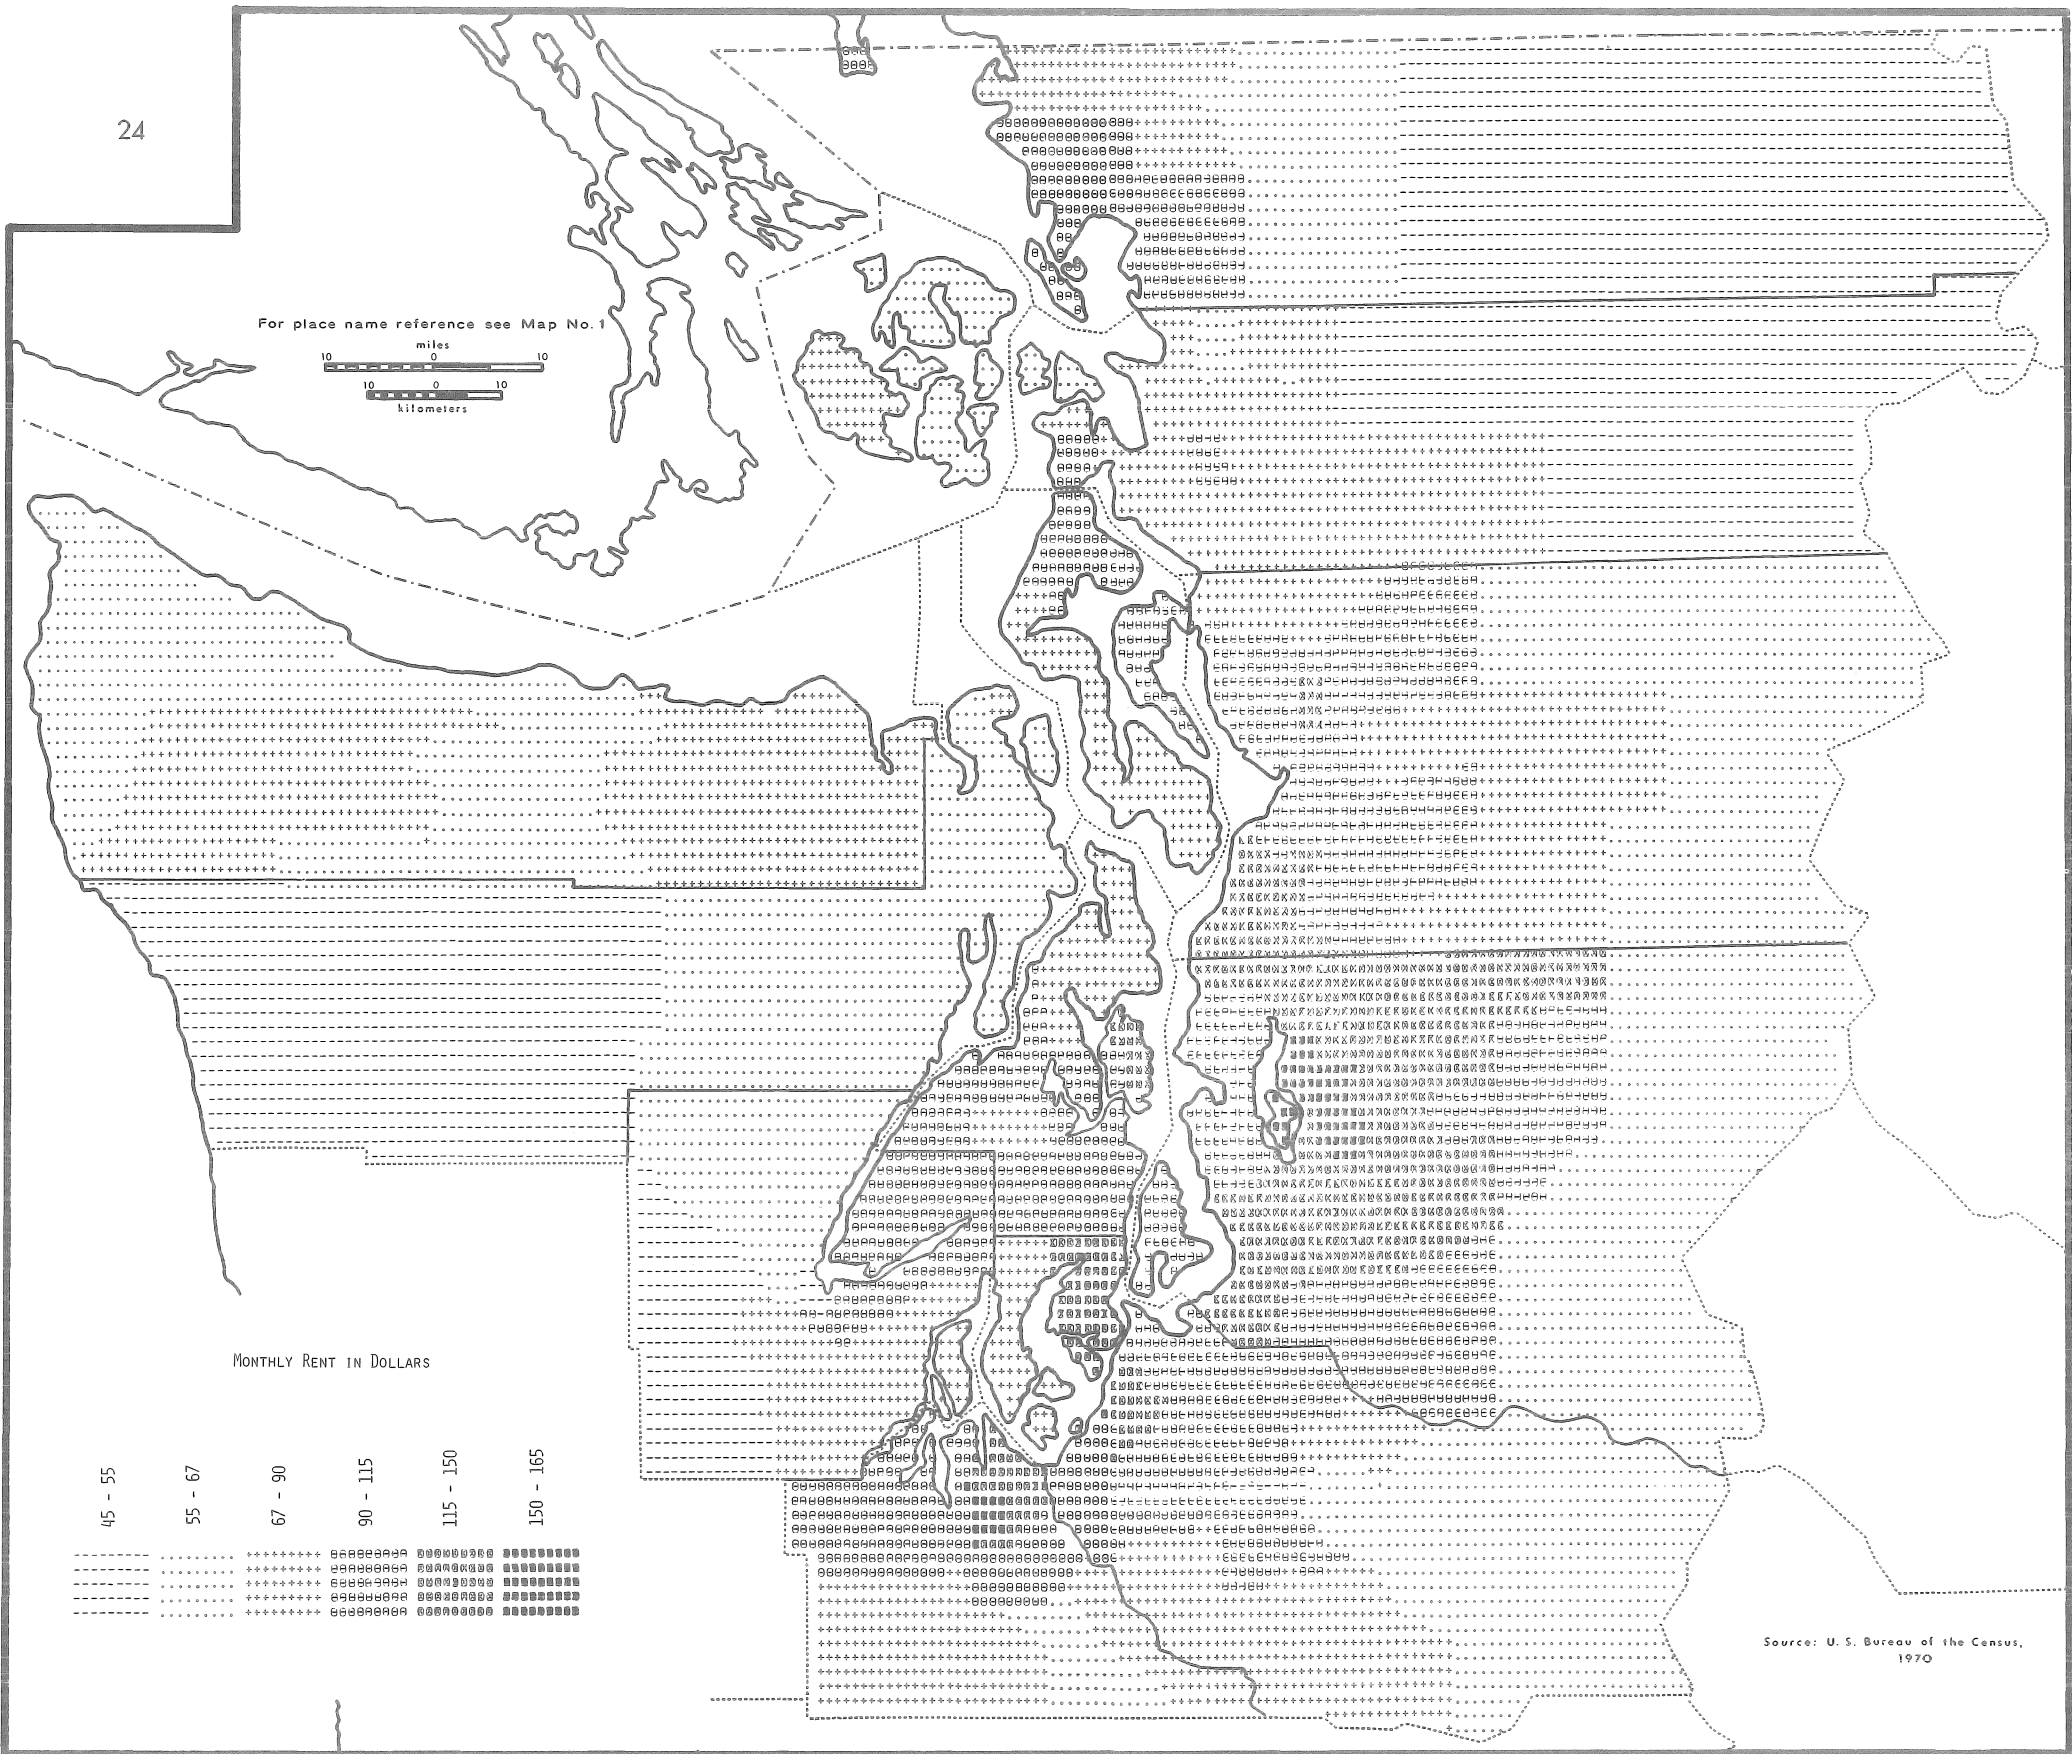 24
For place name reference see Map No. 1
miles
10 0 10
10 0 10
kilometers
MONTHLY RENT IN DOLLARS
45 - 55
55 - 67
67 - 90
90 - 115
115 - 150
150 - 165
Source: U. S. Bureau of the Census,
1970